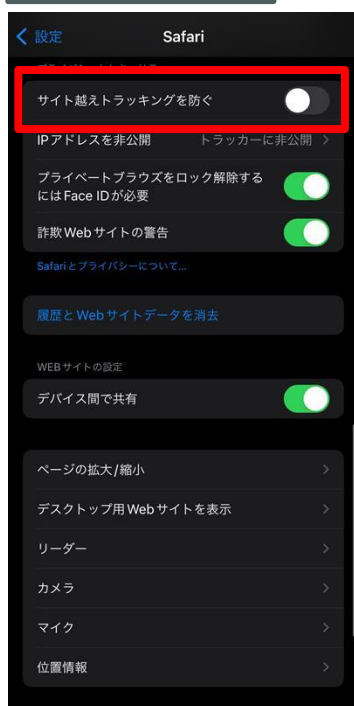 設定
Safari
サイト越えトラッキングを防ぐ
IPアドレスを非公開 トラッカーに非公開
プライベートブラウズをロック解除する
にはFace IDが必要
詐欺Webサイトの警告
Safariとプライバシーについて...
履歴とWebサイトデータを消去
WEBサイトの設定
デバイス間で共有
ページの拡大/縮小
デスクトップ用Webサイトを表示
リーダー
カメラ
マイク
位置情報